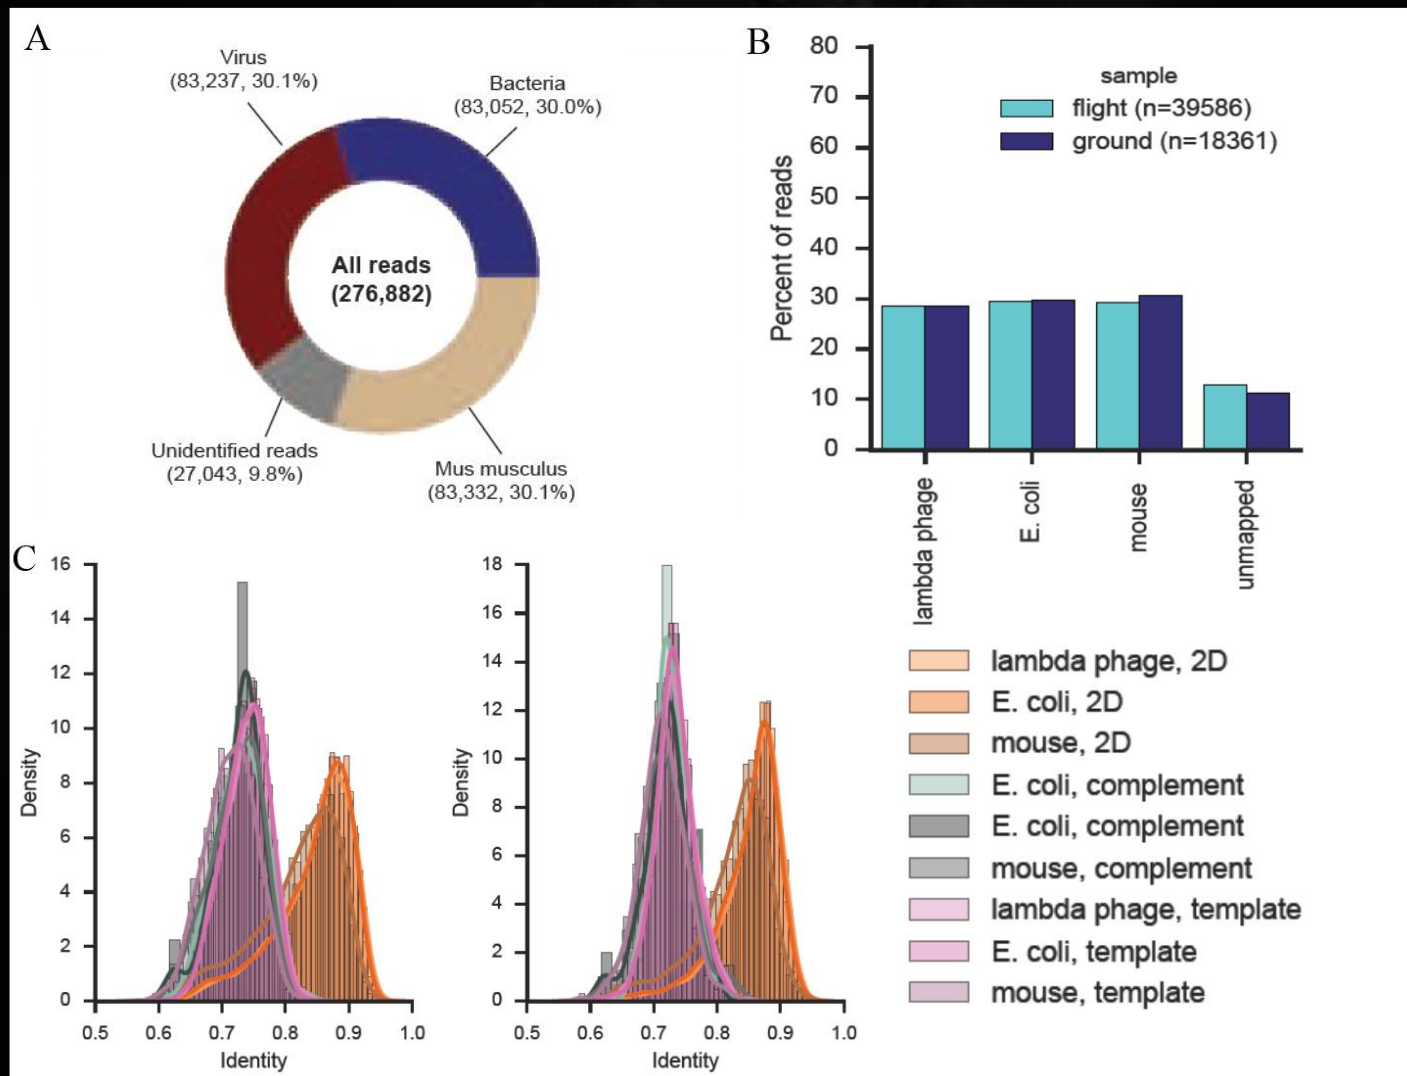 A
Virus
(83,237, 30.1%)
Bacteria
(83,052, 30.0%)
All reads
(276,882)
Unidentified reads
(27,043, 9.8%)
Mus musculus
(83,332, 30.1%)
B
80
70
60
50
40
30
20
10
0
Percent of reads
sample
flight (n=39586)
ground (n=18361)
lambda phage
E. coli
mouse
unmapped
C
16
14
12
10
8
6
4
2
0
Density
0.5 0.6 0.7 0.8 0.9 1.0
Identity
18
16
14
12
10
8
6
4
2
0
Density
0.5 0.6 0.7 0.8 0.9 1.0
Identity
lambda phage, 2D
E. coli, 2D
mouse, 2D
E. coli, complement
E. coli, complement
mouse, complement
lambda phage, template
E. coli, template
mouse, template